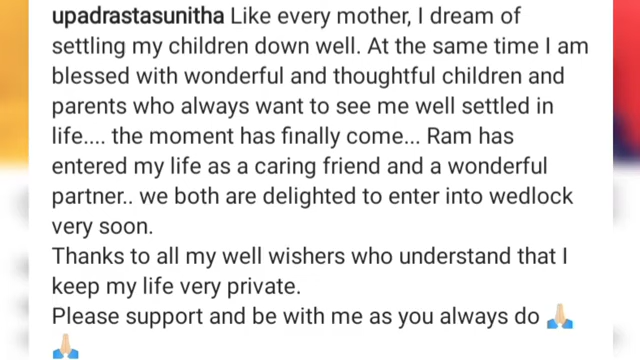 upadrastasunitha Like every mother, I dream of
settling my children down well. At the same time I am
blessed with wonderful and thoughtful children and
parents who always want to see me well settled in
life.... the moment has finally come... Ram has
entered my life as a caring friend and a wonderful
partner.. we both are delighted to enter into wedlock
very soon.
Thanks to all my well wishers who understand that I
keep my life very private.
Please support and be with me as you always do 🙏🏼
🙏🏼